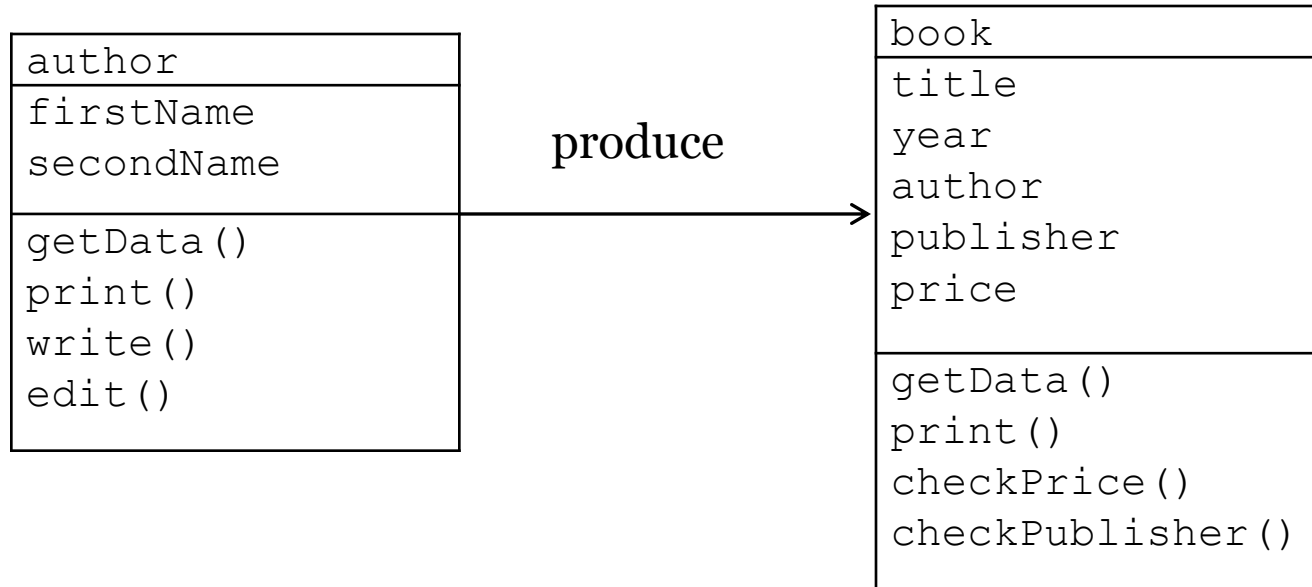 author
firstName
secondName
getData()
print()
write()
edit()
produce
book
title
year
author
publisher
price
getData()
print()
checkPrice()
checkPublisher()